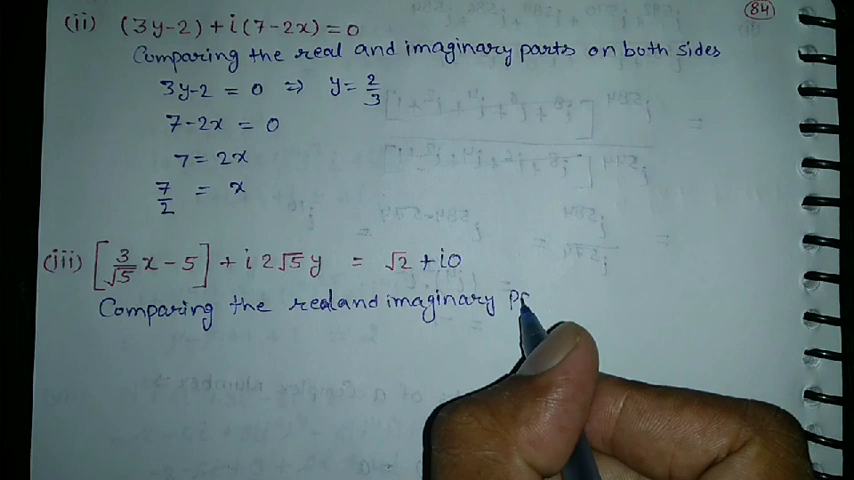 84
(ii) (3y-2)+i(7-2x)=0
Comparing the real and imaginary parts on both sides
3y-2 = 0 ⇒ y = 2/3
7-2x = 0
7 = 2x
7/2 = x
(iii) [3/√5 x - 5] + i 2√5 y = √2 + i0
Comparing the real and imaginary